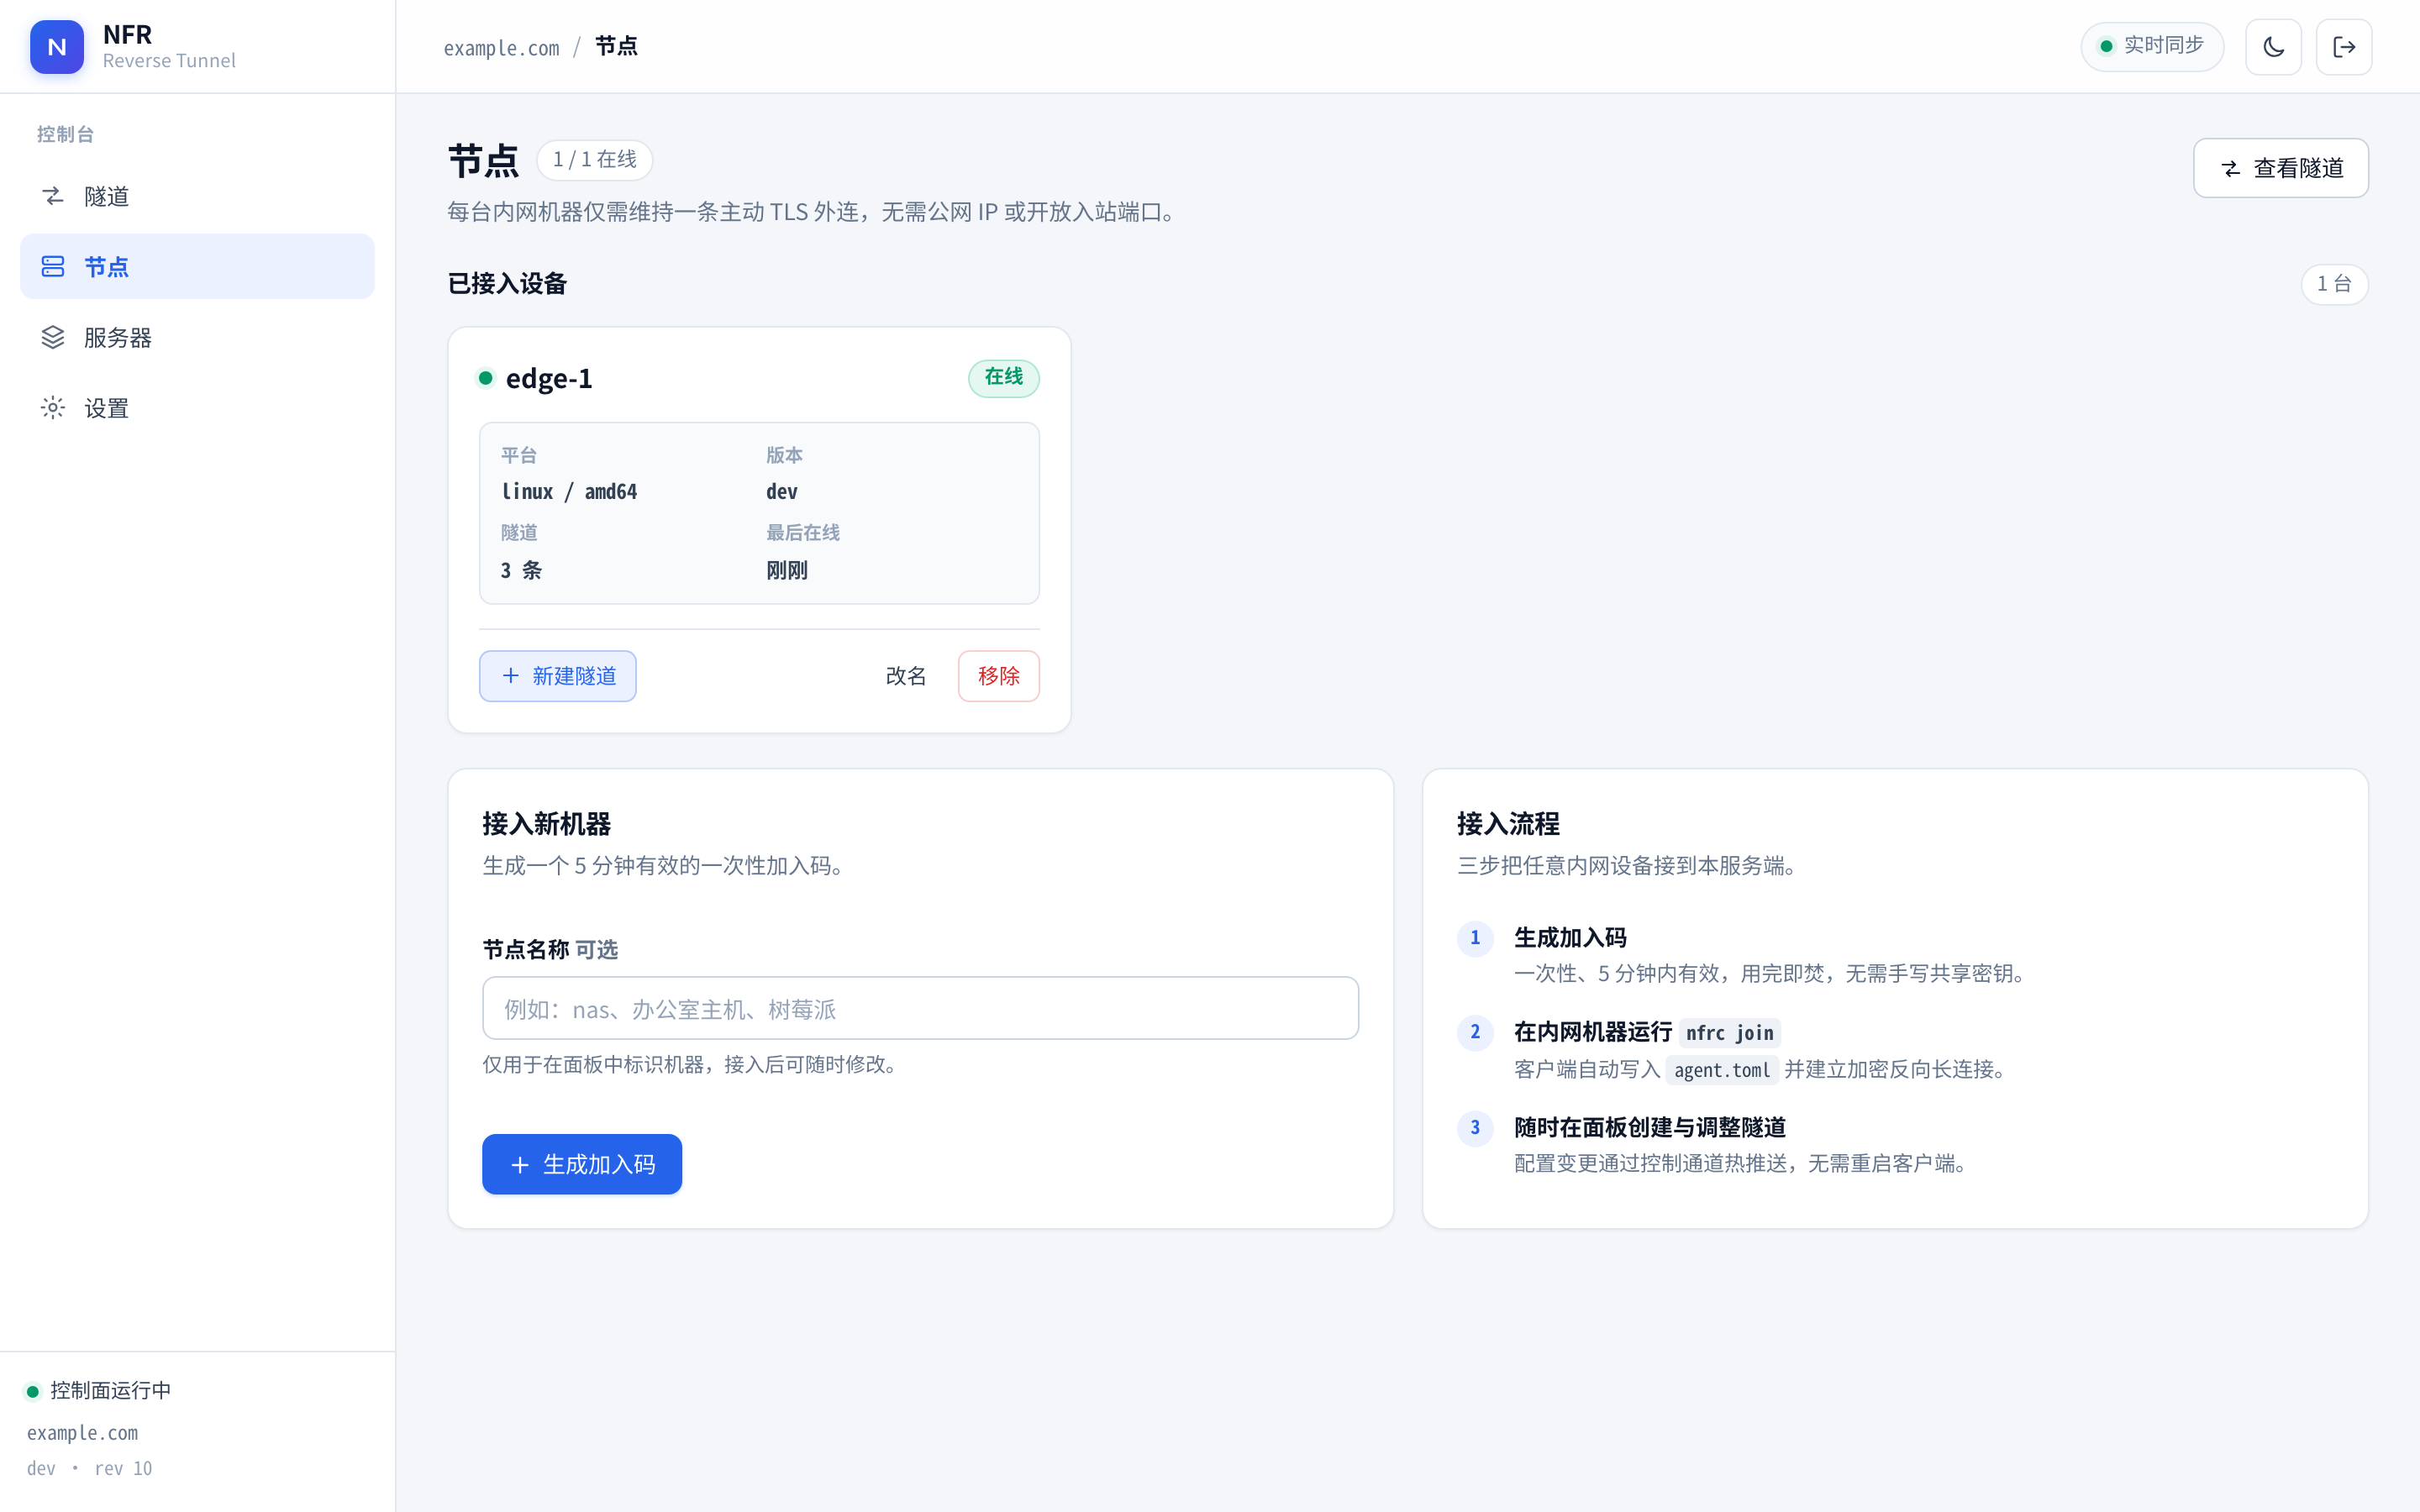 N
NFR
Reverse Tunnel
example.com / 节点
实时同步
控制台
隧道
节点
服务器
设置
节点
1 / 1 在线
查看隧道
每台内网机器仅需维持一条主动 TLS 外连，无需公网 IP 或开放入站端口。
已接入设备
1 台
edge-1
在线
平台
版本
linux / amd64
dev
隧道
最后在线
3 条
刚刚
新建隧道
改名
移除
接入新机器
生成一个 5 分钟有效的一次性加入码。
节点名称 可选
例如：nas、办公室主机、树莓派
仅用于在面板中标识机器，接入后可随时修改。
生成加入码
接入流程
三步把任意内网设备接到本服务端。
1 生成加入码
一次性、5 分钟内有效，用完即焚，无需手写共享密钥。
2 在内网机器运行 nfrc join
客户端自动写入 agent.toml 并建立加密反向长连接。
3 随时在面板创建与调整隧道
配置变更通过控制通道热推送，无需重启客户端。
控制面运行中
example.com
dev · rev 10